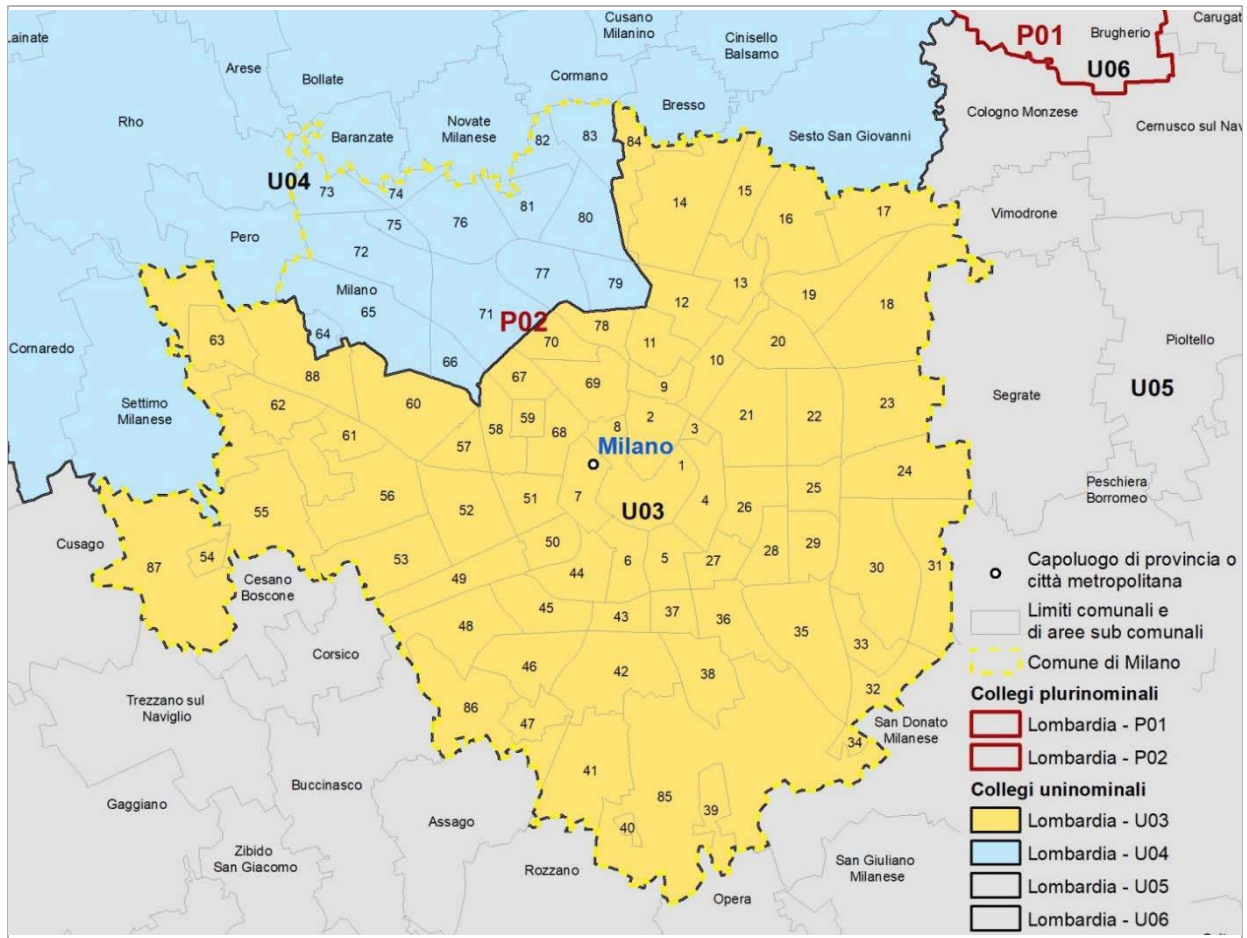 Lainate
Arese
Bollate
Cusano
Milanino
Cinisello
Balsamo
P01
Brugherio
U06
Carugat
Cormano
Bresso
Cologno Monzese
Rho
Baranzate
Novate
Milanese
Sesto San Giovanni
Cernusco sul Nav
82
83
84
U04
73
74
14
15
16
17
Vimodrone
81
80
75
76
Pero
72
77
79
Milano
65
71
P02
64
66
70
78
12
13
19
18
Pioltello
Cornaredo
63
88
11
10
20
9
67
69
Settimo
Milanese
62
60
61
59
58
68
57
8
2
3
Milano
21
22
23
Segrate
U05
1
24
Peschiera
Borromeo
55
56
52
51
7
U03
4
26
25
Cusago
87
54
Cesano
Boscone
53
50
6
5
27
28
29
49
44
30
31
Corsico
48
45
43
37
36
35
33
46
42
38
32
Trezzano sul
Naviglio
86
47
34
San Donato
Milanese
Gaggiano
Buccinasco
Assago
41
85
39
40
Zibido
San Giacomo
Rozzano
Opera
San Giuliano
Milanese
Capoluogo di provincia o
città metropolitana
Limiti comunali e
di aree sub comunali
Comune di Milano
Collegi plurinominali
Lombardia - P01
Lombardia - P02
Collegi uninominali
Lombardia - U03
Lombardia - U04
Lombardia - U05
Lombardia - U06